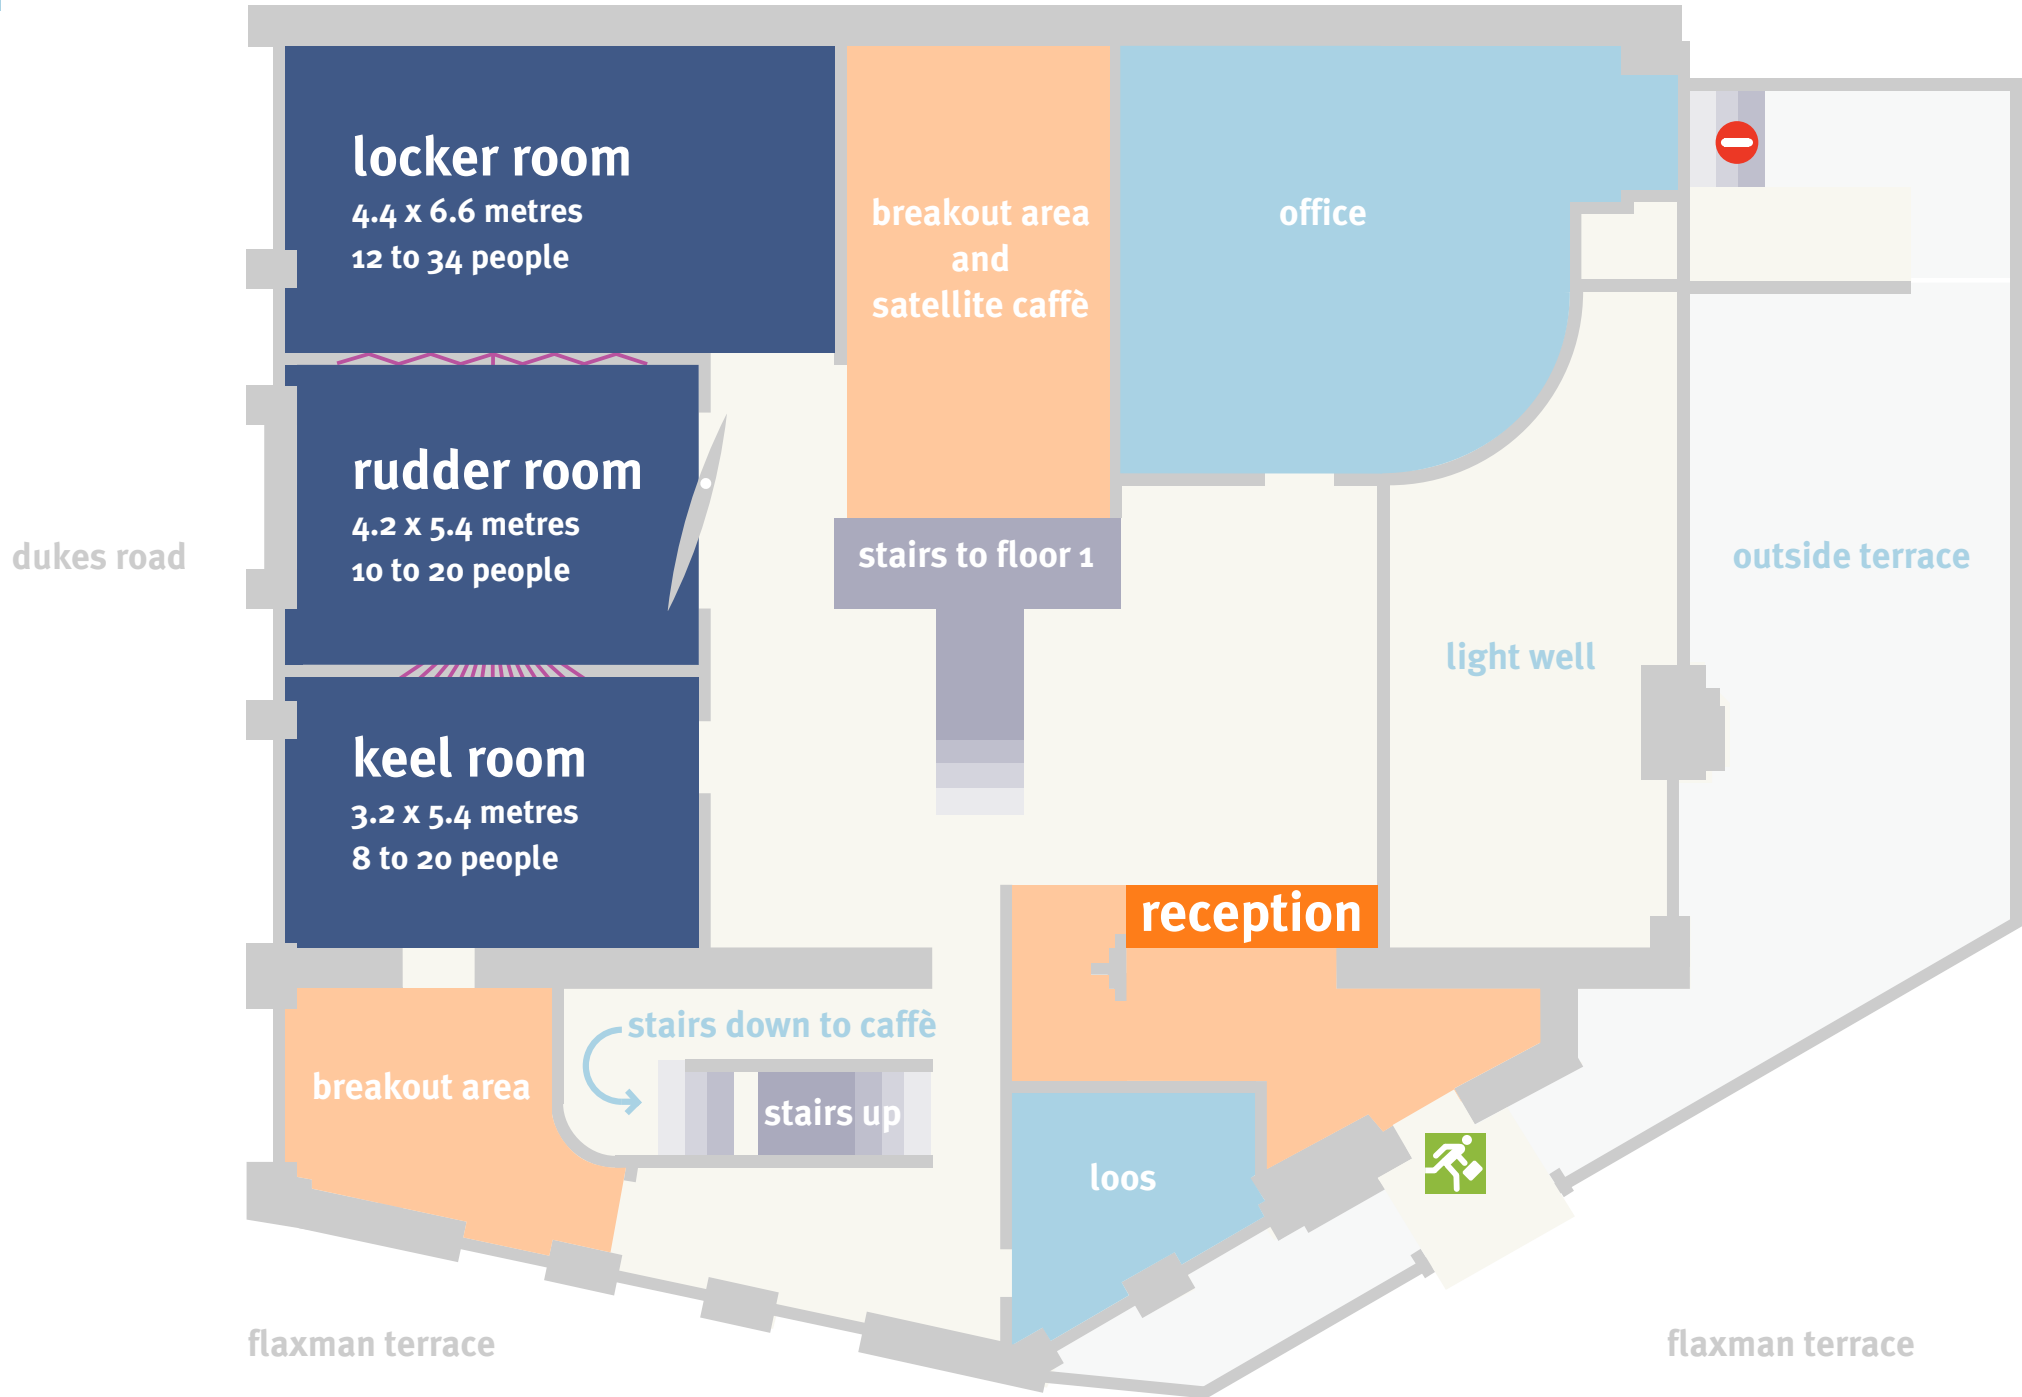 locker room
4.4 x 6.6 metres
12 to 34 people
breakout area
and
satellite caffè
office
rudder room
4.2 x 5.4 metres
10 to 20 people
dukes road
stairs to floor 1
outside terrace
light well
keel room
3.2 x 5.4 metres
8 to 20 people
reception
stairs down to caffè
breakout area
stairs up
loos
flaxman terrace
flaxman terrace